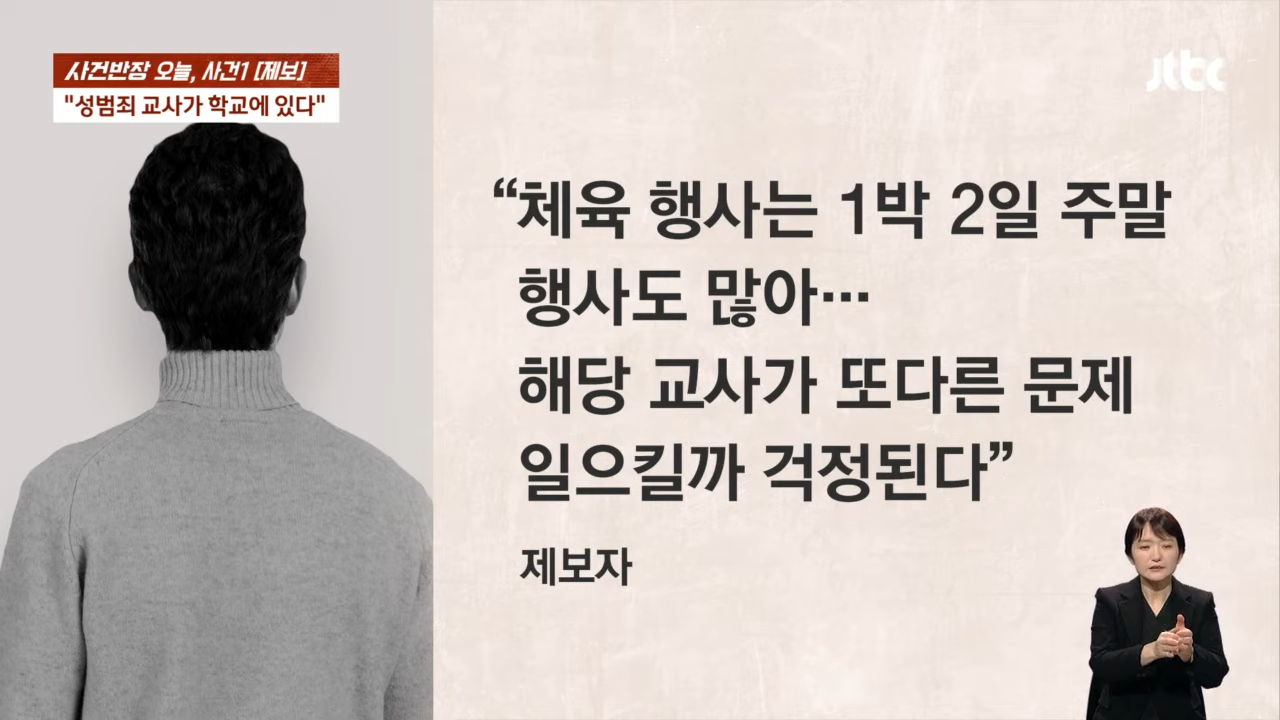 사건반장 오늘, 사건1 [제보]
"성범죄 교사가 학교에 있다"
jtbc
“체육 행사는 1박 2일 주말
행사도 많아…
해당 교사가 또다른 문제
일으킬까 걱정된다”
제보자